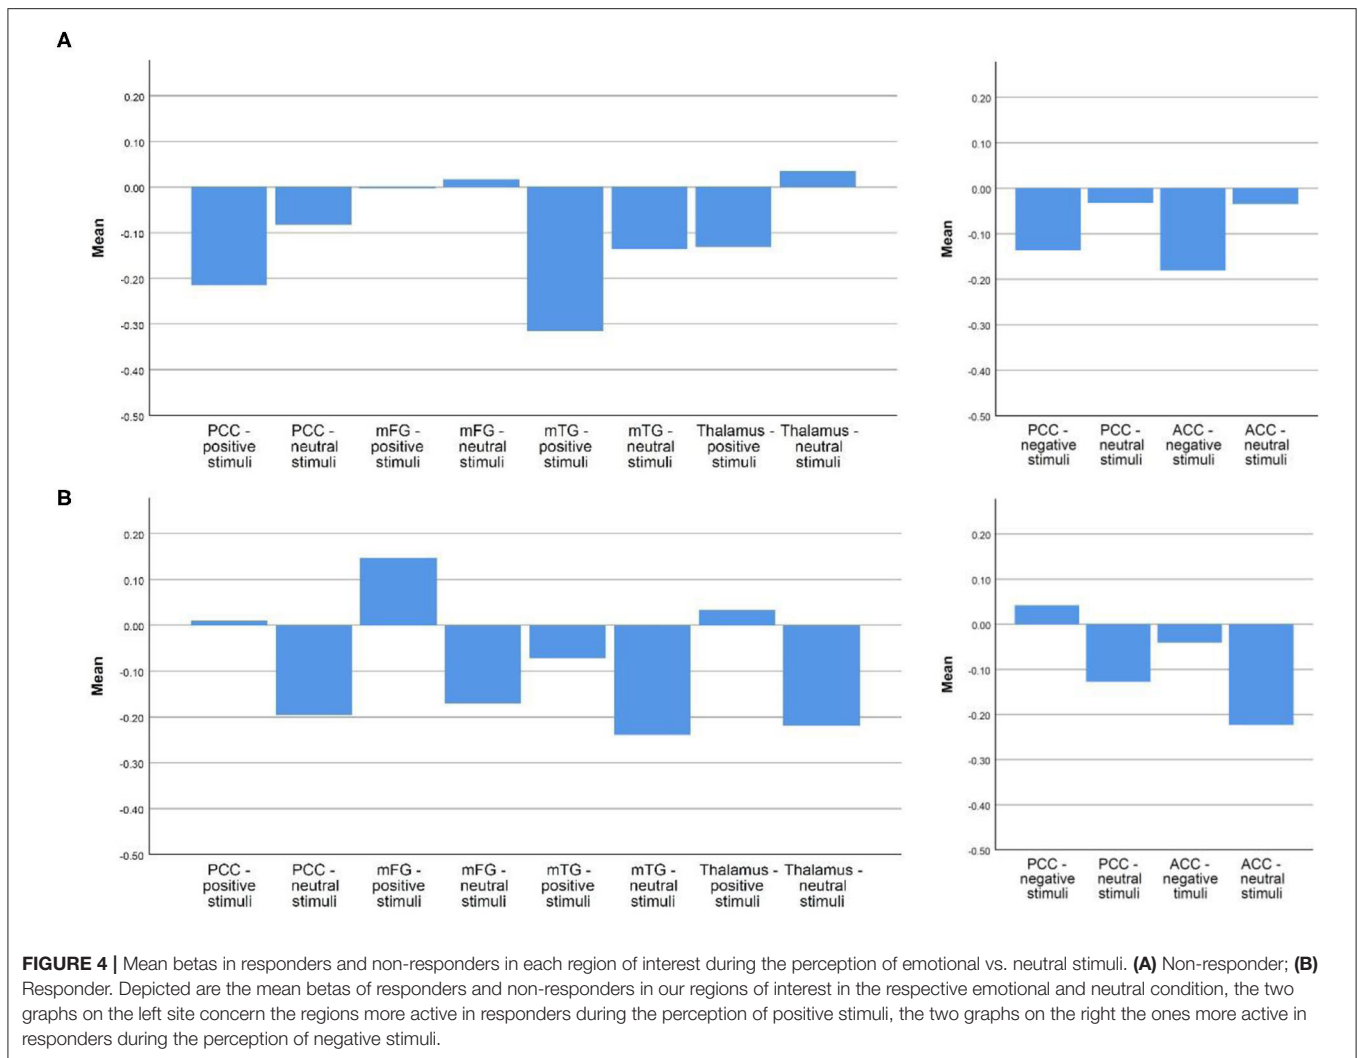 A
0.20
0.10
0.00
-0.10
-0.20
-0.30
-0.40
-0.50
Mean
PCC -
positive
stimuli
PCC -
neutral
stimuli
mFG -
positive
stimuli
mFG -
neutral
stimuli
mTG -
positive
stimuli
mTG -
neutral
stimuli
Thalamus -
positive
stimuli
Thalamus -
neutral
stimuli
0.20
0.10
0.00
-0.10
-0.20
-0.30
-0.40
-0.50
Mean
PCC -
negative
stimuli
PCC -
neutral
stimuli
ACC -
negative
stimuli
ACC -
neutral
stimuli
B
0.20
0.10
0.00
-0.10
-0.20
-0.30
-0.40
-0.50
Mean
PCC -
positive
stimuli
PCC -
neutral
stimuli
mFG -
positive
stimuli
mFG -
neutral
stimuli
mTG -
positive
stimuli
mTG -
neutral
stimuli
Thalamus -
positive
stimuli
Thalamus -
neutral
stimuli
0.20
0.10
0.00
-0.10
-0.20
-0.30
-0.40
-0.50
Mean
PCC -
negative
stimuli
PCC -
neutral
stimuli
ACC -
negative
timuli
ACC -
neutral
stimuli
FIGURE 4 | Mean betas in responders and non-responders in each region of interest during the perception of emotional vs. neutral stimuli. (A) Non-responder; (B)
Responder. Depicted are the mean betas of responders and non-responders in our regions of interest in the respective emotional and neutral condition, the two
graphs on the left site concern the regions more active in responders during the perception of positive stimuli, the two graphs on the right the ones more active in
responders during the perception of negative stimuli.